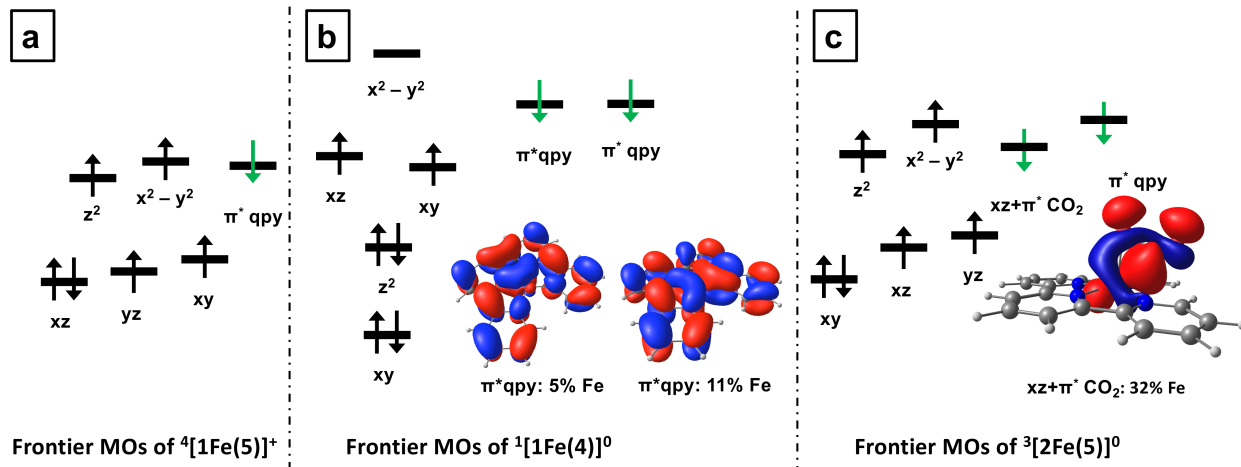 a
z² x² – y² π* qpy
xz yz xy
Frontier MOs of ⁴[1Fe(5)]⁺
b
x² – y²
xz xy π*qpy π* qpy
z²
xy
π*qpy: 5% Fe π*qpy: 11% Fe
Frontier MOs of ¹[1Fe(4)]⁰
c
z² x² – y² xz+π* CO₂ π* qpy
xy xz yz
xz+π* CO₂: 32% Fe
Frontier MOs of ³[2Fe(5)]⁰